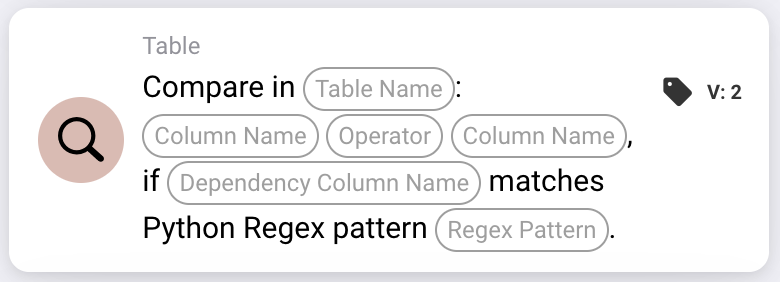 Table
Compare in Table Name:
V: 2
Column Name Operator Column Name,
if Dependency Column Name matches
Python Regex pattern Regex Pattern.